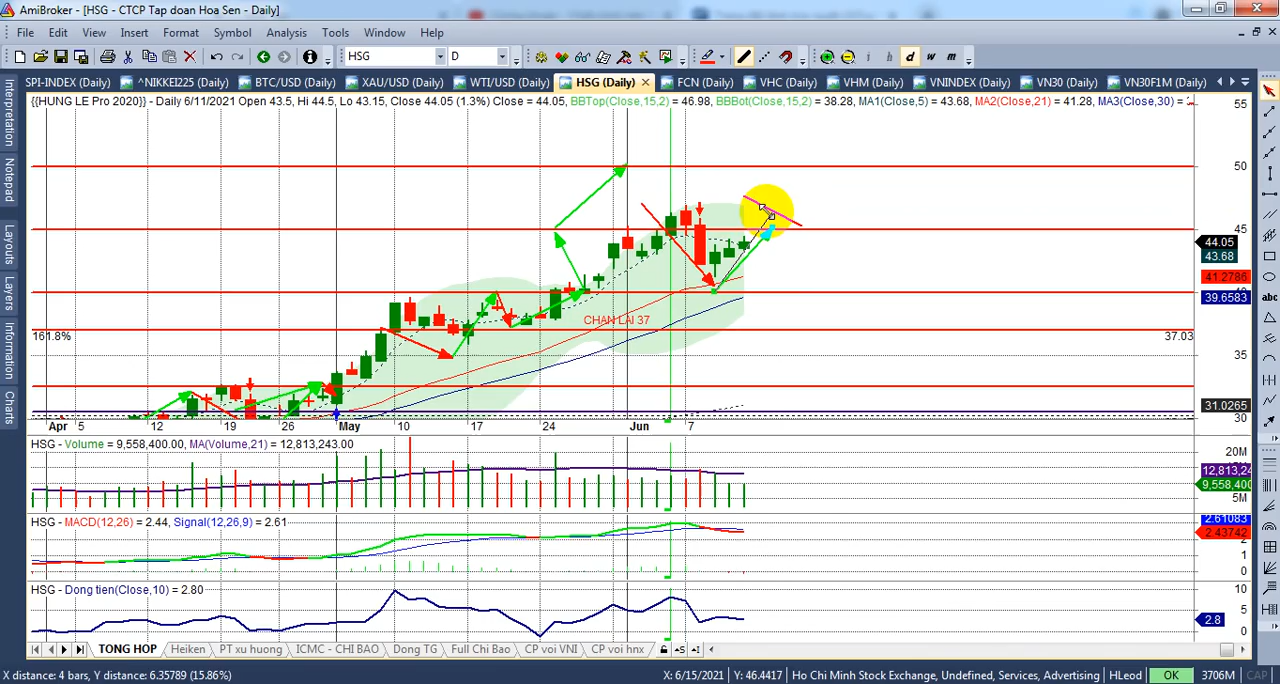 AmiBroker - [HSG - CTCP Tap doan Hoa Sen - Daily]
File Edit View Insert Format Symbol Analysis Tools Window Help
HSG D d w m
SPI-INDEX (Daily) ^NIKKEI225 (Daily) BTC/USD (Daily) XAU/USD (Daily) WTI/USD (Daily) HSG (Daily) FCN (Daily) VHC (Daily) VHM (Daily) VNINDEX (Daily) VN30 (Daily) VN30F1M (Daily)
{{HUNG LE Pro 2020}} - Daily 6/11/2021 Open 43.5, Hi 44.5, Lo 43.15, Close 44.05 (1.3%) Close = 44.05, BBTop(Close,15,2) = 46.98, BBBot(Close,15,2) = 38.28, MA1(Close,5) = 43.68, MA2(Close,21) = 41.28, MA3(Close,30) =
Interpretation
Notepad
Layouts
Layers
Information
Charts
abc
55
50
45
44.05
43.68
41.2786
39.6583
CHAN LAI 37
161.8%
37.03
35
31.0265
30
Apr 5 12 19 26 May 10 17 24 Jun 7
HSG - Volume = 9,558,400.00, MA(Volume,21) = 12,813,243.00
20M
12,813,24
9,558,400
5M
HSG - MACD(12,26) = 2.44, Signal(12,26,9) = 2.61
2.61083
2.43742
1
0
HSG - Dong tien(Close,10) = 2.80
10
5
2.8
0
TONG HOP Heiken PT xu huong ICMC - CHI BAO Dong TG Full Chi Bao CP voi VNI CP voi hnx
X distance: 4 bars, Y distance: 6.35789 (15.86%) X: 6/15/2021 Y: 46.4417 Ho Chi Minh Stock Exchange, Undefined, Services, Advertising HLeod OK 3706M CAP